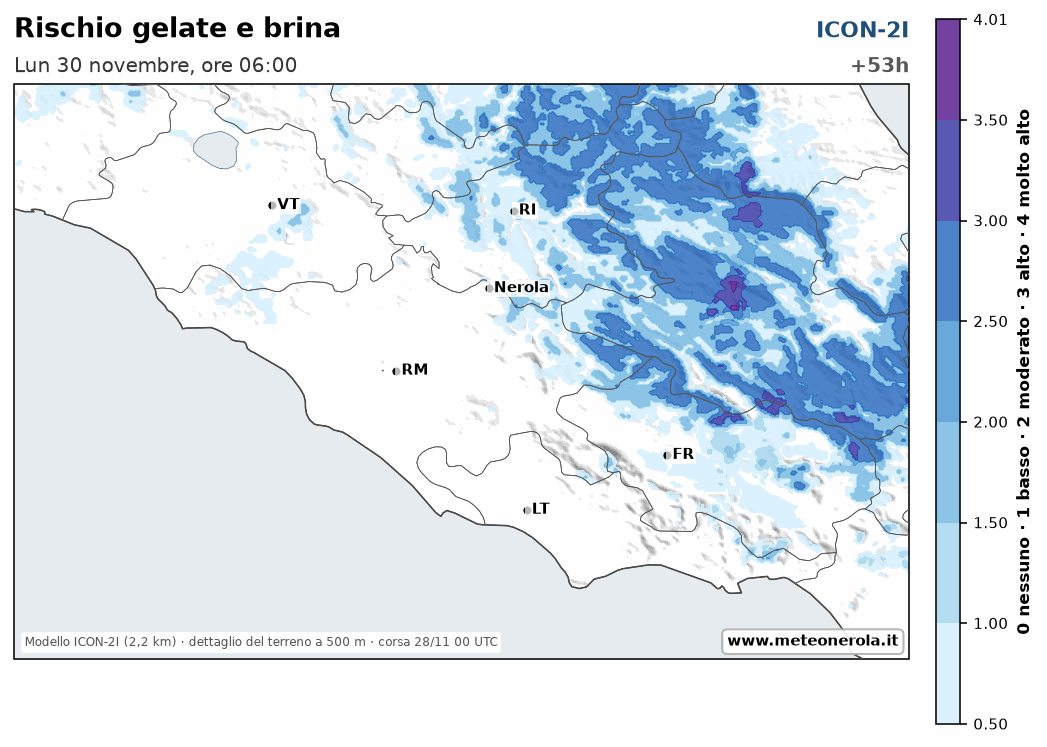 Rischio gelate e brina
ICON-2I
Lun 30 novembre, ore 06:00
+53h
VT
RI
Nerola
RM
FR
LT
Modello ICON-2I (2,2 km) · dettaglio del terreno a 500 m · corsa 28/11 00 UTC
www.meteonerola.it
4.01
3.50
3.00
2.50
2.00
1.50
1.00
0.50
0 nessuno · 1 basso · 2 moderato · 3 alto · 4 molto alto